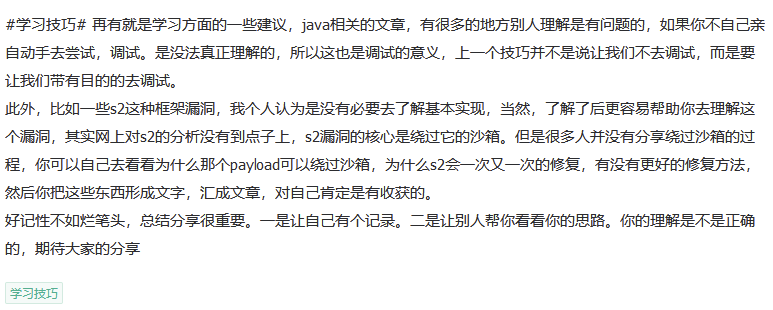 #学习技巧# 再有就是学习方面的一些建议，java相关的文章，有很多的地方别人理解是有问题的，如果你不自己亲
自动手去尝试，调试。是没法真正理解的，所以这也是调试的意义，上一个技巧并不是说让我们不去调试，而是要
让我们带有目的的去调试。
此外，比如一些s2这种框架漏洞，我个人认为是没有必要去了解基本实现，当然，了解了后更容易帮助你去理解这
个漏洞，其实网上对s2的分析没有到点子上，s2漏洞的核心是绕过它的沙箱。但是很多人并没有分享绕过沙箱的过
程，你可以自己去看看为什么那个payload可以绕过沙箱，为什么s2会一次又一次的修复，有没有更好的修复方法，
然后你把这些东西形成文字，汇成文章，对自己肯定是有收获的。
好记性不如烂笔头，总结分享很重要。一是让自己有个记录。二是让别人帮你看看你的思路。你的理解是不是正确
的，期待大家的分享
学习技巧